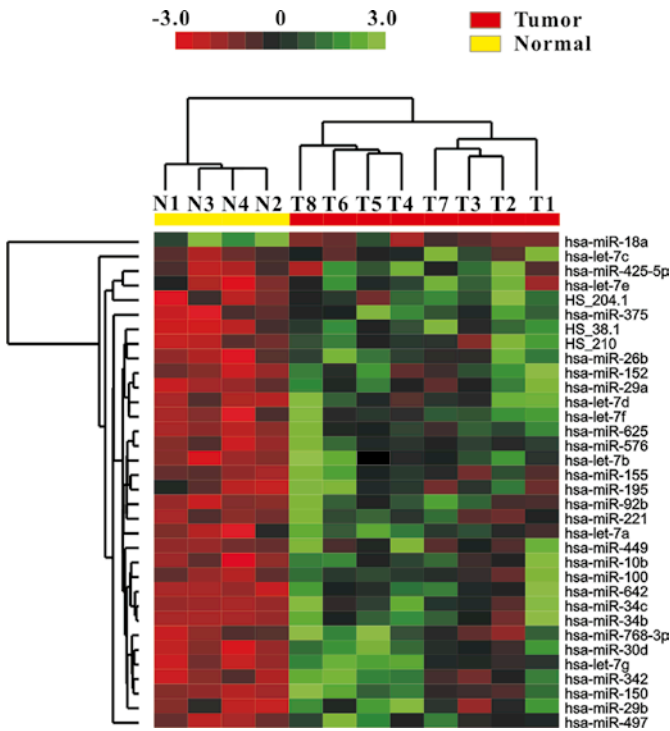 -3.0 0 3.0 Tumor
Normal
N1 N3 N4 N2 T8 T6 T5 T4 T7 T3 T2 T1
hsa-miR-18a
hsa-let-7c
hsa-miR-425-5p
hsa-let-7e
HS_204.1
hsa-miR-375
HS_38.1
HS_210
hsa-miR-26b
hsa-miR-152
hsa-miR-29a
hsa-let-7d
hsa-let-7f
hsa-miR-625
hsa-miR-576
hsa-let-7b
hsa-miR-155
hsa-miR-195
hsa-miR-92b
hsa-miR-221
hsa-let-7a
hsa-miR-449
hsa-miR-10b
hsa-miR-100
hsa-miR-642
hsa-miR-34c
hsa-miR-34b
hsa-miR-768-3p
hsa-miR-30d
hsa-let-7g
hsa-miR-342
hsa-miR-150
hsa-miR-29b
hsa-miR-497